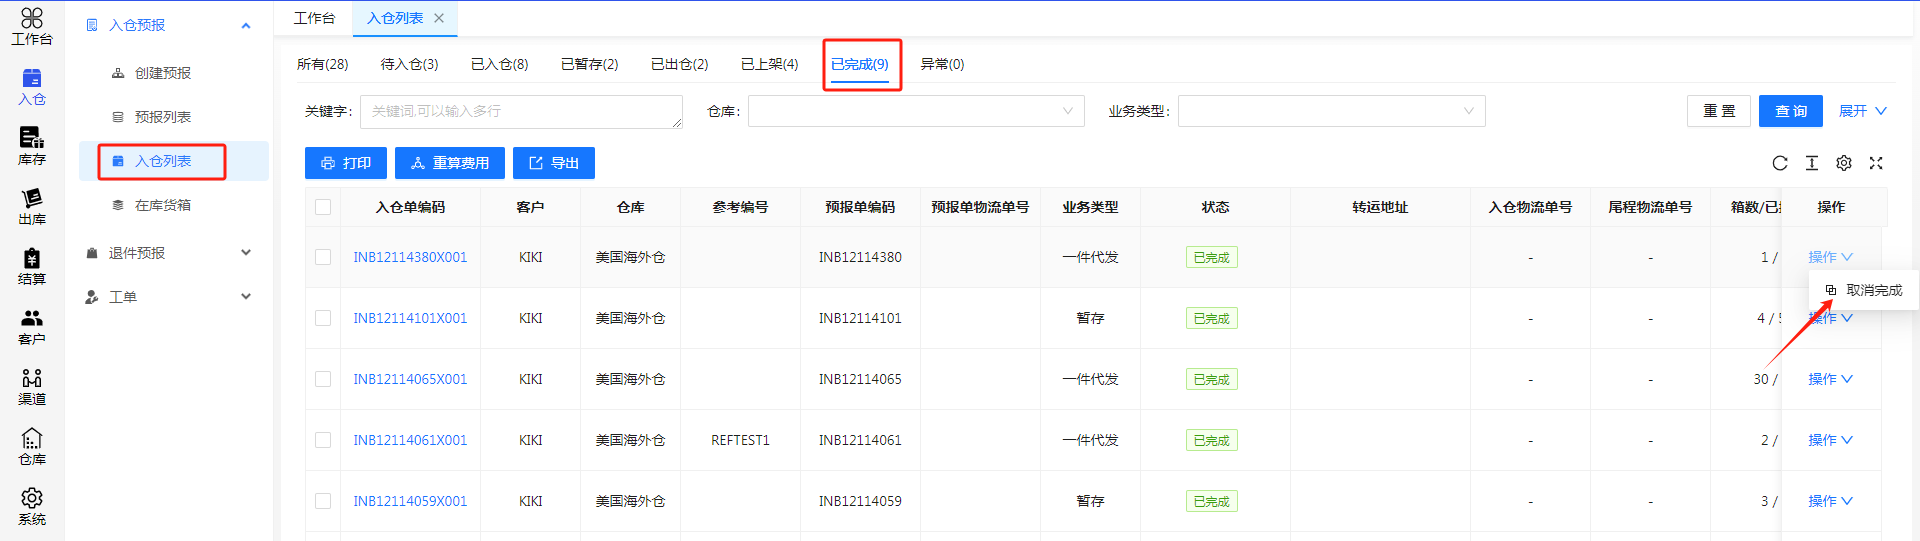 工作台
入仓
库存
出库
结算
客户
渠道
仓库
系统
入仓预报
创建预报
预报列表
入仓列表
在库货箱
退件预报
工单
工作台 入仓列表
所有(28) 待入仓(3) 已入仓(8) 已暂存(2) 已出仓(2) 已上架(4) 已完成(9) 异常(0)
关键字: 关键词,可以输入多行 仓库: 业务类型: 重 置 查 询 展开
打印 重算费用 导出
入仓单编码 客户 仓库 参考编号 预报单编码 预报单物流单号 业务类型 状态 转运地址 入仓物流单号 尾程物流单号 箱数/已 操作
INB12114380X001 KIKI 美国海外仓 INB12114380 一件代发 已完成 - - 1 / 操作
取消完成
INB12114101X001 KIKI 美国海外仓 INB12114101 暂存 已完成 - - 4 / 操作
INB12114065X001 KIKI 美国海外仓 INB12114065 一件代发 已完成 - - 30 / 操作
INB12114061X001 KIKI 美国海外仓 REFTEST1 INB12114061 一件代发 已完成 - - 2 / 操作
INB12114059X001 KIKI 美国海外仓 INB12114059 暂存 已完成 - - 3 / 操作